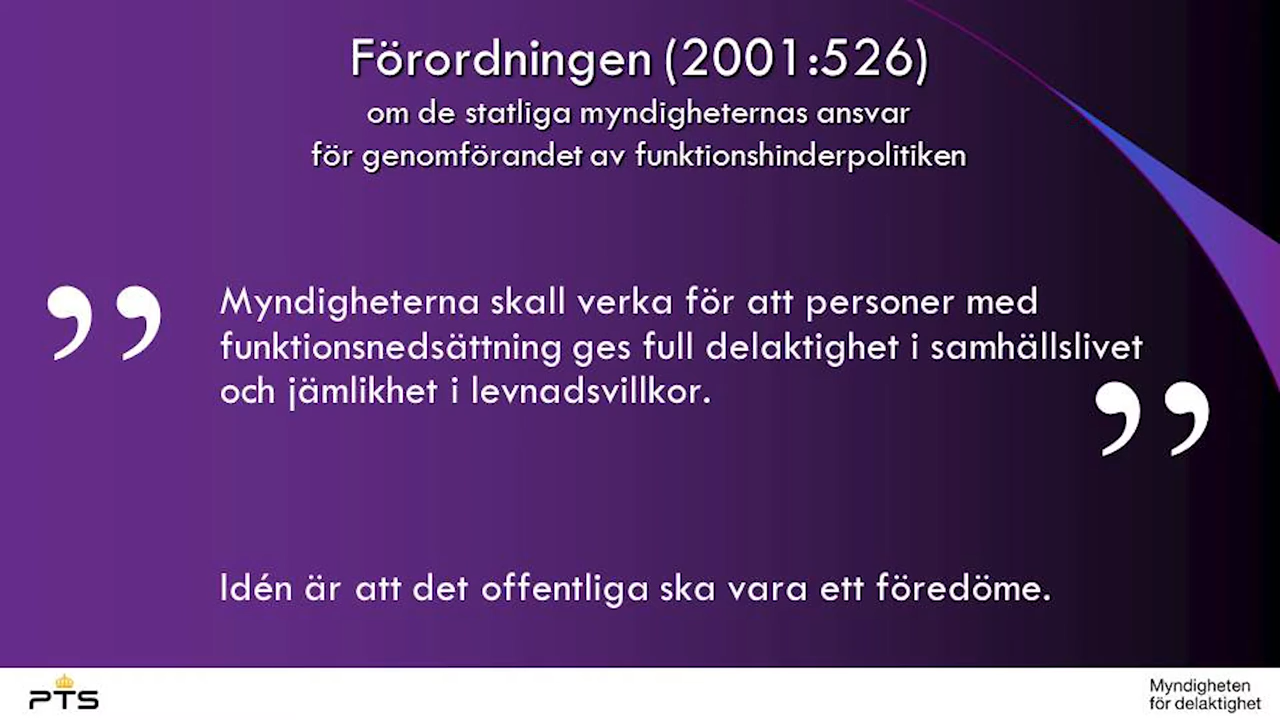 Förordningen (2001:526)
om de statliga myndigheternas ansvar
för genomförandet av funktionshinderpolitiken
” Myndigheterna skall verka för att personer med
funktionsnedsättning ges full delaktighet i samhällslivet
och jämlikhet i levnadsvillkor. ”
Idén är att det offentliga ska vara ett föredöme.
PTS
Myndigheten
för delaktighet